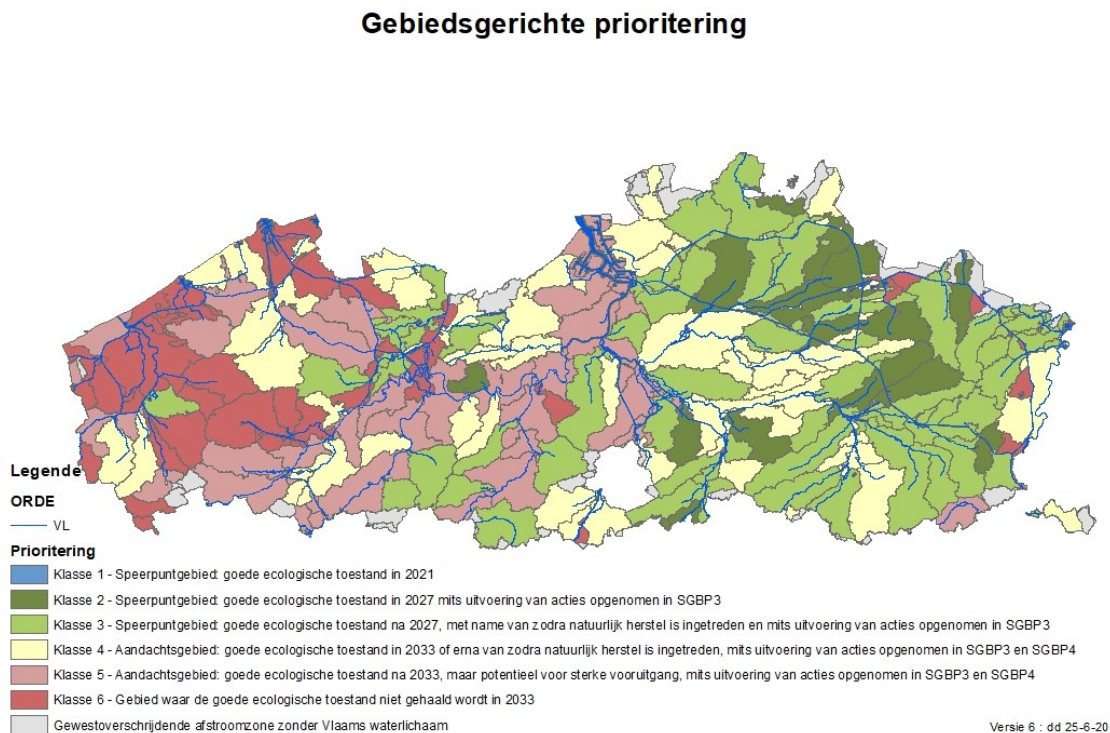 Gebiedsgerichte prioritering
Legende
ORDE
VL
Prioritering
Klasse 1 - Speerpuntgebied: goede ecologische toestand in 2021
Klasse 2 - Speerpuntgebied: goede ecologische toestand in 2027 mits uitvoering van acties opgenomen in SGBP3
Klasse 3 - Speerpuntgebied: goede ecologische toestand na 2027, met name van zodra natuurlijk herstel is ingetreden en mits uitvoering van acties opgenomen in SGBP3
Klasse 4 - Aandachtsgebied: goede ecologische toestand in 2033 of erna van zodra natuurlijk herstel is ingetreden, mits uitvoering van acties opgenomen in SGBP3 en SGBP4
Klasse 5 - Aandachtsgebied: goede ecologische toestand na 2033, maar potentieel voor sterke vooruitgang, mits uitvoering van acties opgenomen in SGBP3 en SGBP4
Klasse 6 - Gebied waar de goede ecologische toestand niet gehaald wordt in 2033
Gewestoverschrijdende afstroomzone zonder Vlaams waterlichaam
Versie 6 : dd 25-6-20